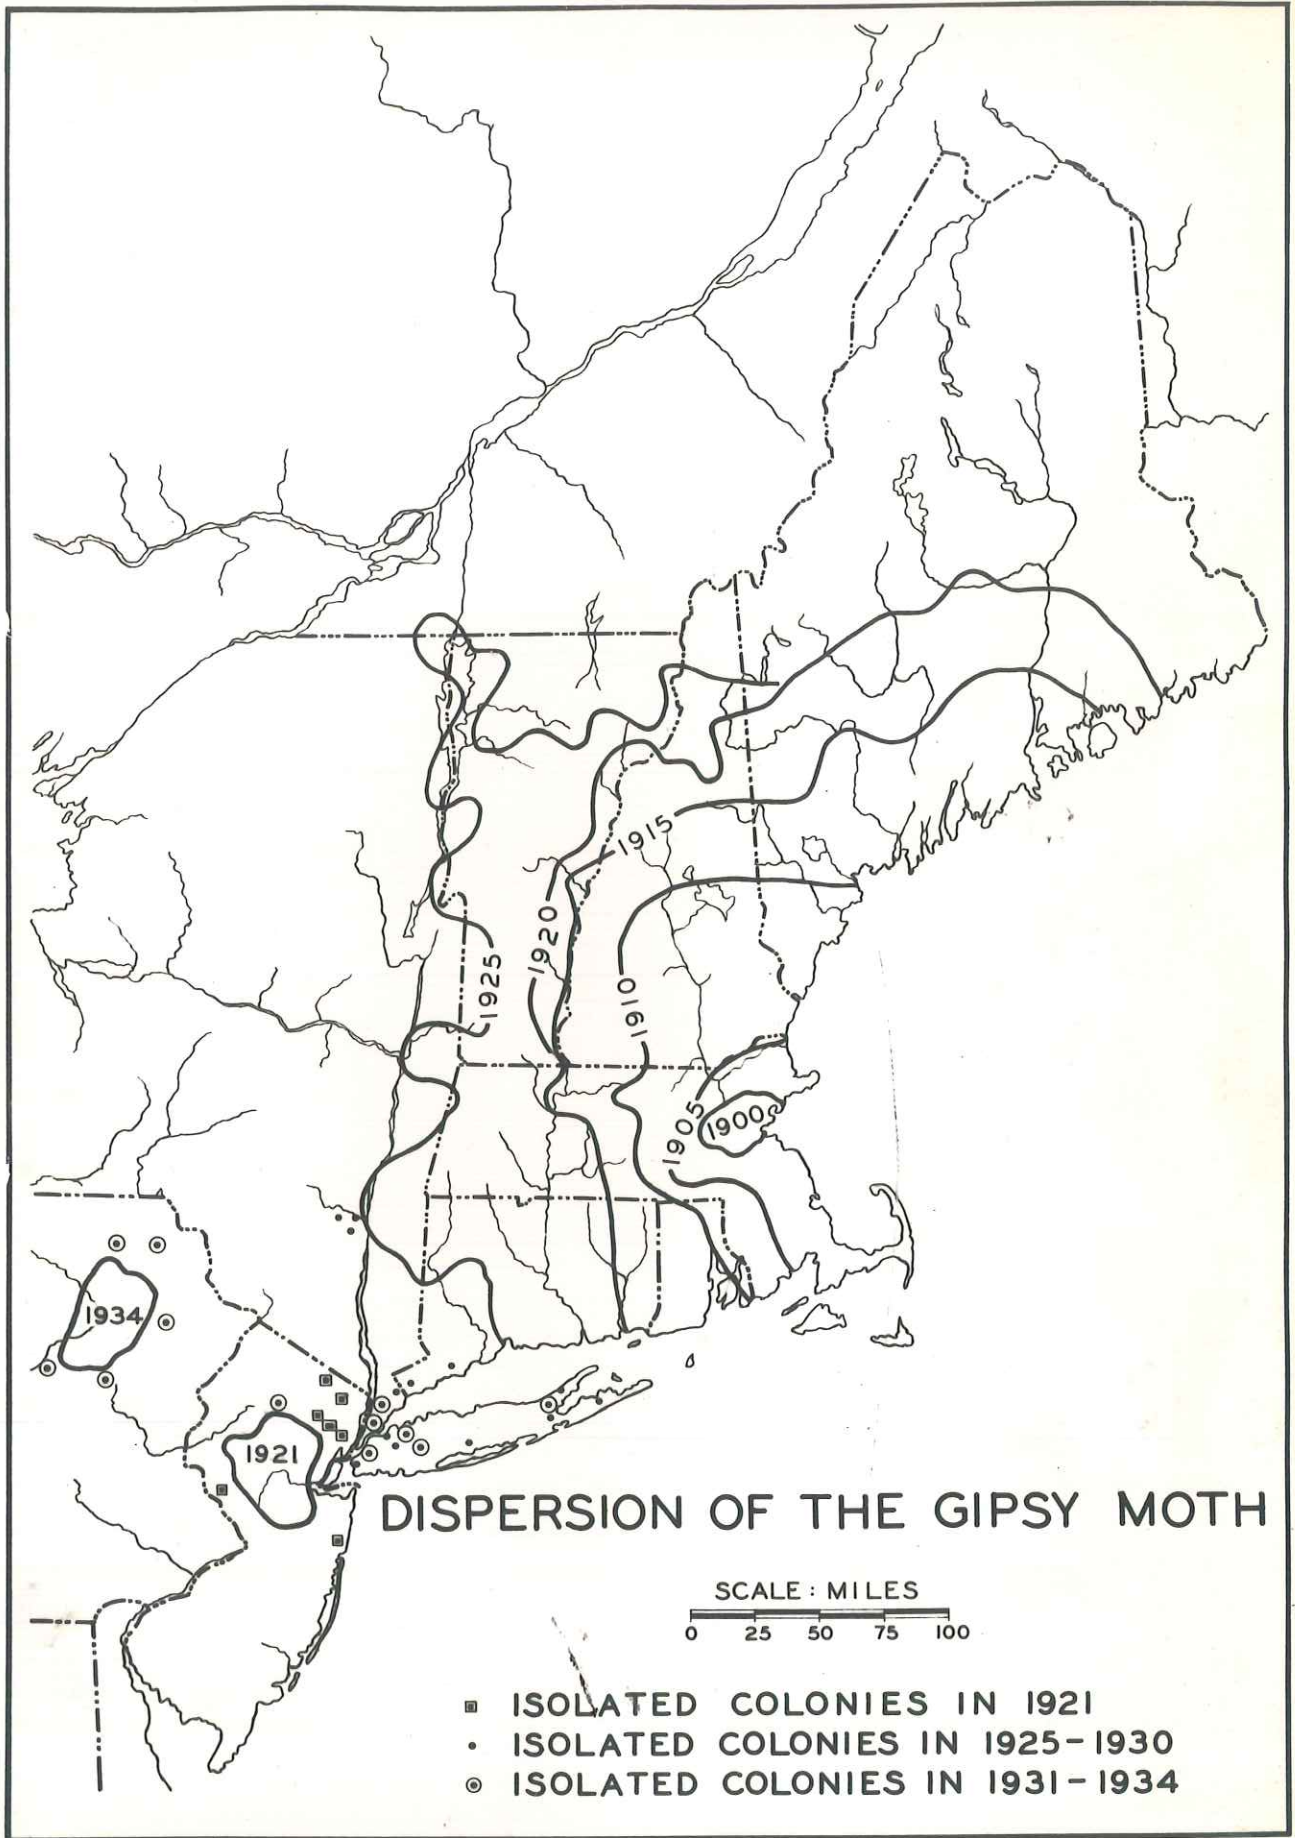 1915
1920
1925
1910
1905
1900
1934
1921
DISPERSION OF THE GIPSY MOTH
SCALE : MILES
0 25 50 75 100
ISOLATED COLONIES IN 1921
ISOLATED COLONIES IN 1925-1930
ISOLATED COLONIES IN 1931-1934